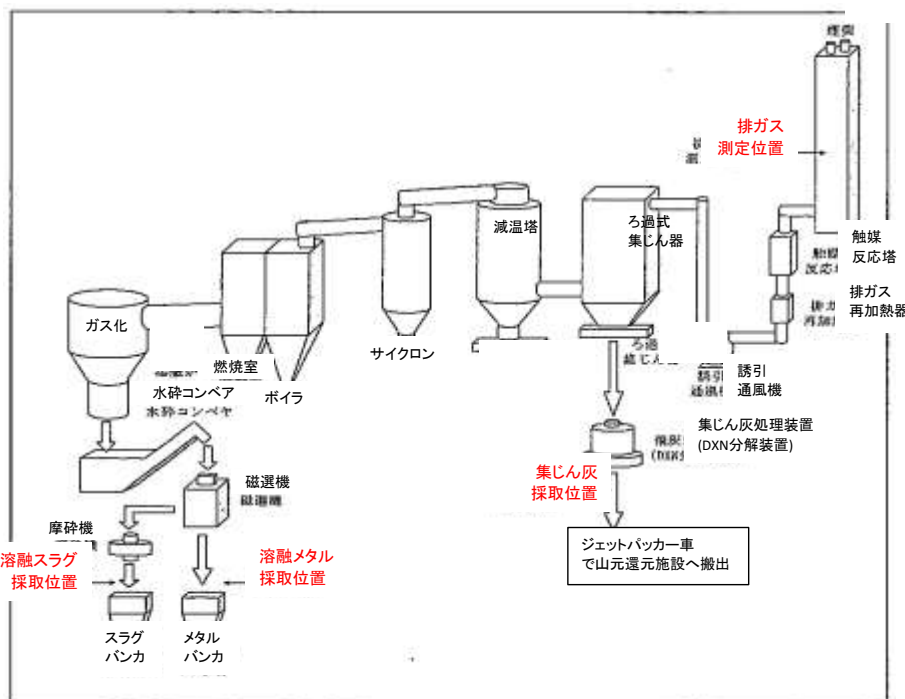 排ガス
測定位置
減温塔
ろ過式
集じん器
触媒
反応塔
排ガス
再加熱器
ガス化
サイクロン
燃焼室
ボイラ
誘引
通風機
水砕コンベア
水砕コンベヤ
集じん灰処理装置
(DXN分解装置)
集じん灰
採取位置
磁選機
磁選機
摩砕機
溶融スラグ
採取位置
溶融メタル
採取位置
ジェットパッカー車
で山元還元施設へ搬出
スラグ
バンカ
メタル
バンカ